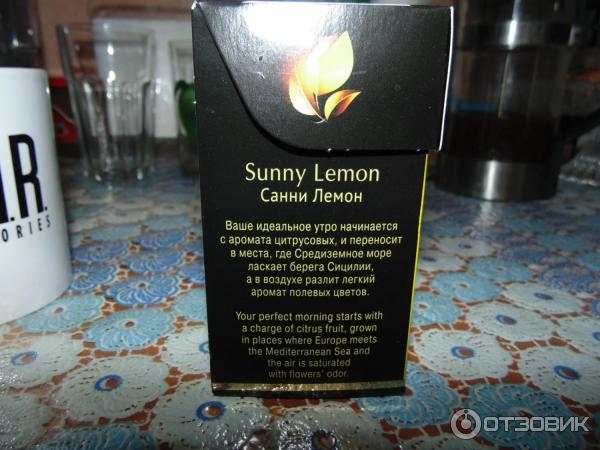 Sunny Lemon
Санни Лемон
Ваше идеальное утро начинается
с аромата цитрусовых, и переносит
в места, где Средиземное море
ласкает берега Сицилии,
а в воздухе разлит легкий
аромат полевых цветов.
Your perfect morning starts with
a charge of citrus fruit, grown
in places where Europe meets
the Mediterranean Sea and
the air is saturated
with flowers' odor.
.R.
ORIES
ОТЗОВИК